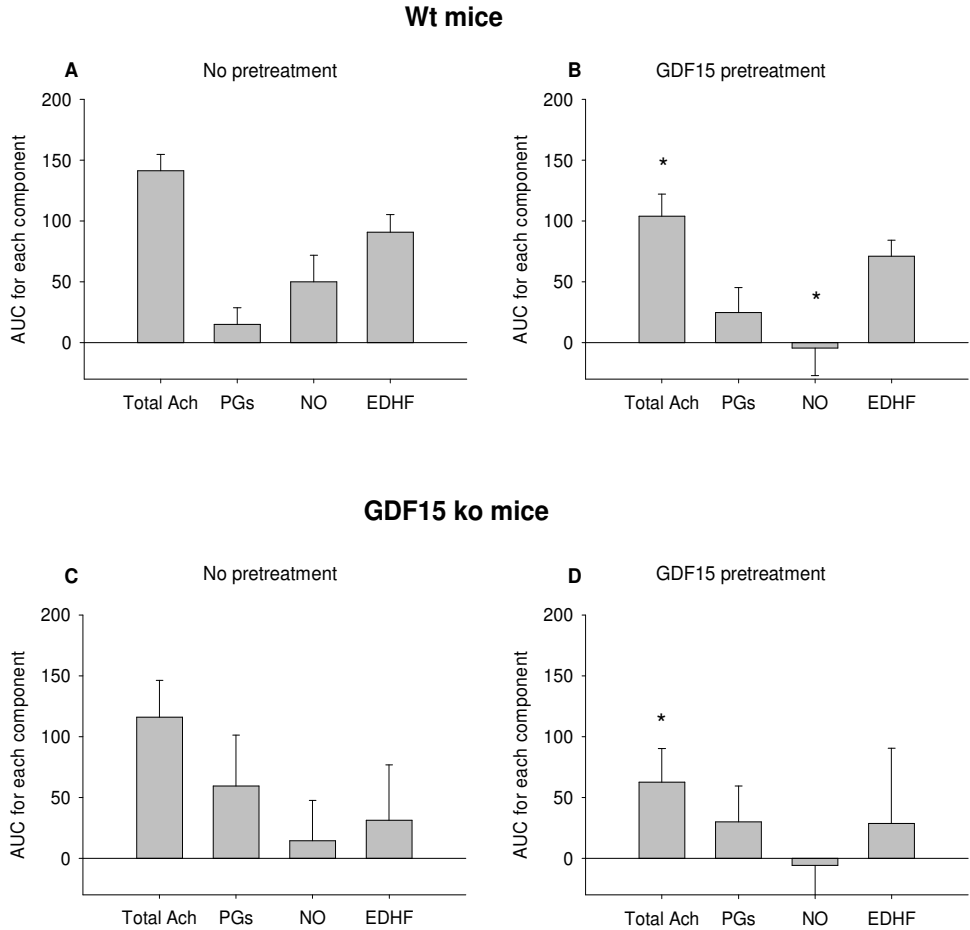 Wt mice
A No pretreatment
200
150
100
50
0
AUC for each component
Total Ach PGs NO EDHF
B GDF15 pretreatment
200
150
100
50
0
AUC for each component
*
*
Total Ach PGs NO EDHF
GDF15 ko mice
C No pretreatment
200
150
100
50
0
AUC for each component
Total Ach PGs NO EDHF
D GDF15 pretreatment
200
150
100
50
0
AUC for each component
*
Total Ach PGs NO EDHF